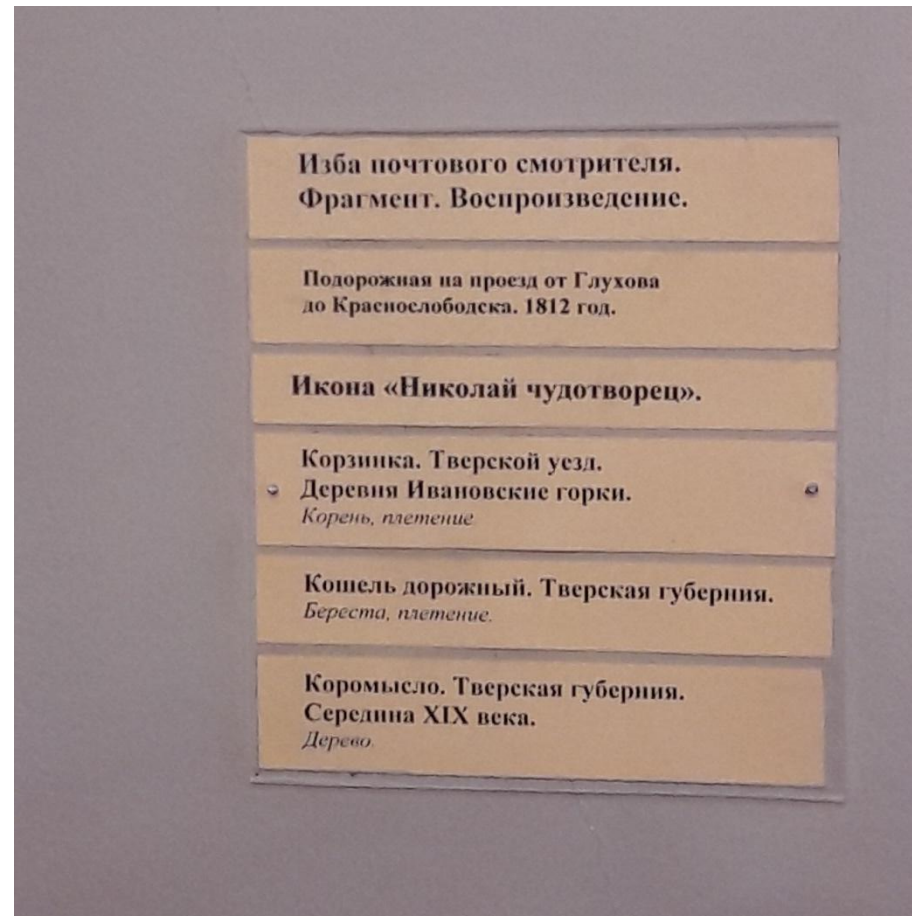 Изба почтового смотрителя.
Фрагмент. Воспроизведение.
Подорожная на проезд от Глухова
до Краснослободска. 1812 год.
Икона «Николай чудотворец».
Корзинка. Тверской уезд.
Деревня Ивановские горки.
Корень, плетение
Кошель дорожный. Тверская губерния.
Береста, плетение.
Коромысло. Тверская губерния.
Середина XIX века.
Дерево.